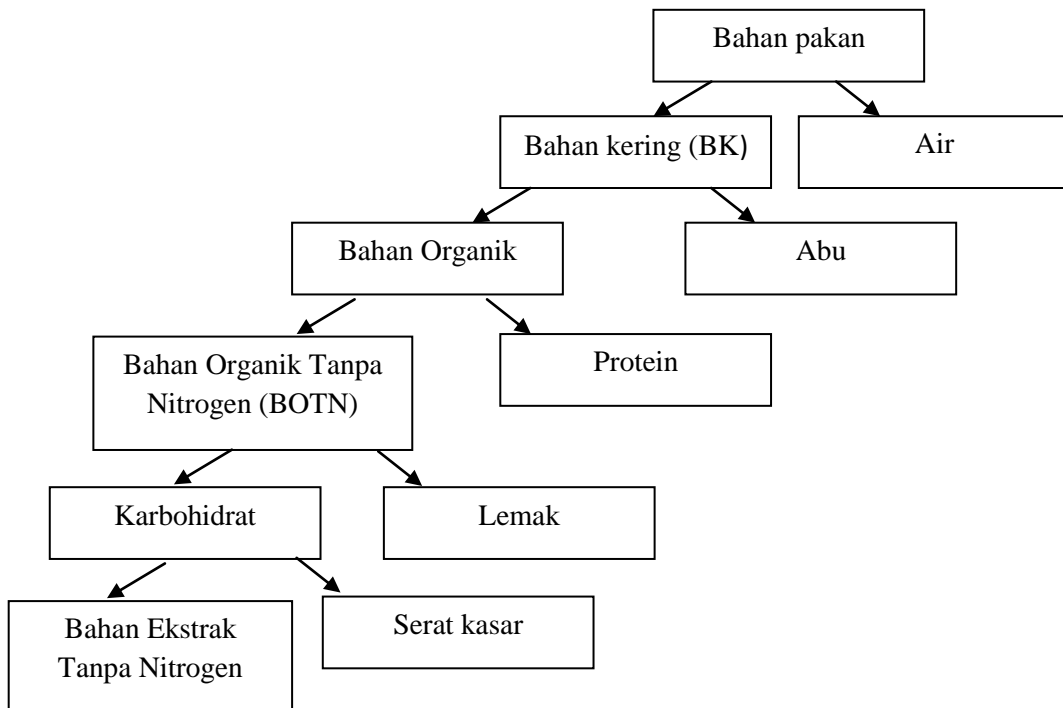 Bahan pakan
Bahan kering (BK)
Air
Bahan Organik
Abu
Bahan Organik Tanpa
Nitrogen (BOTN)
Protein
Karbohidrat
Lemak
Bahan Ekstrak
Tanpa Nitrogen
Serat kasar